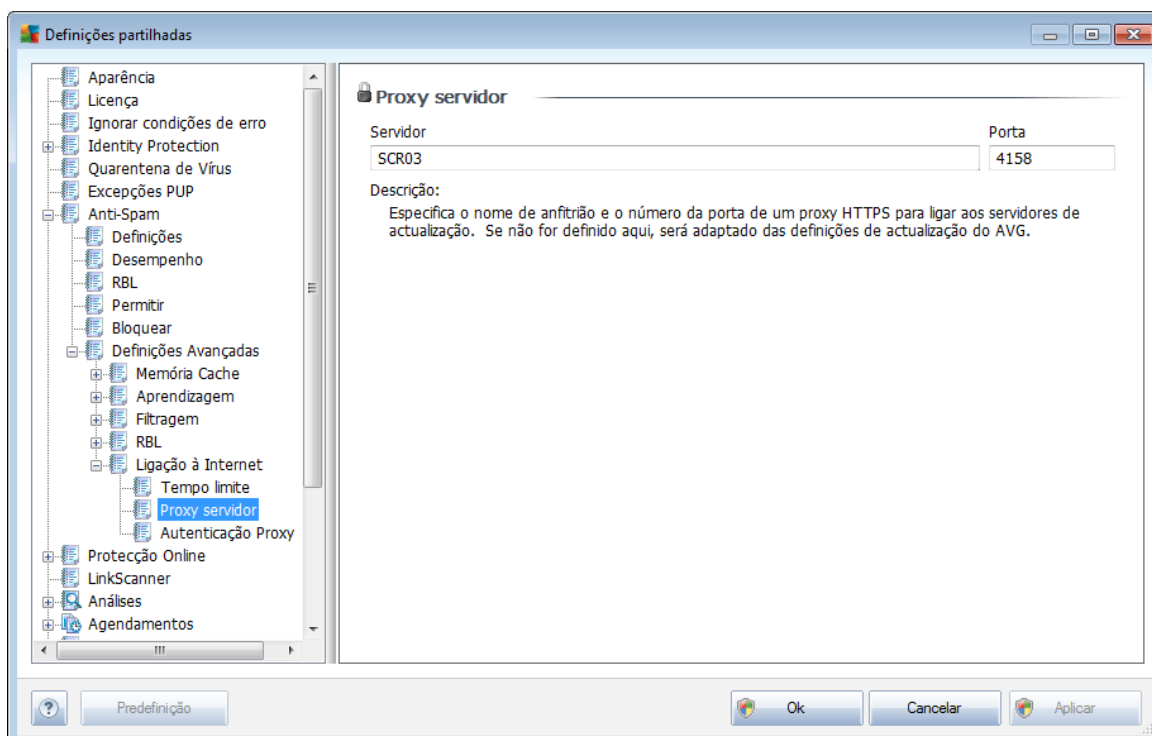 Definições partilhadas
Aparência
Licença
Ignorar condições de erro
Identity Protection
Quarentena de Vírus
Excepções PUP
Anti-Spam
Definições
Desempenho
RBL
Permitir
Bloquear
Definições Avançadas
Memória Cache
Aprendizagem
Filtragem
RBL
Ligação à Internet
Tempo limite
Proxy servidor
Autenticação Proxy
Protecção Online
LinkScanner
Análises
Agendamentos
Proxy servidor
Servidor Porta
SCR03 4158
Descrição:
Especifica o nome de anfitrião e o número da porta de um proxy HTTPS para ligar aos servidores de
actualização. Se não for definido aqui, será adaptado das definições de actualização do AVG.
? Predefinição Ok Cancelar Aplicar